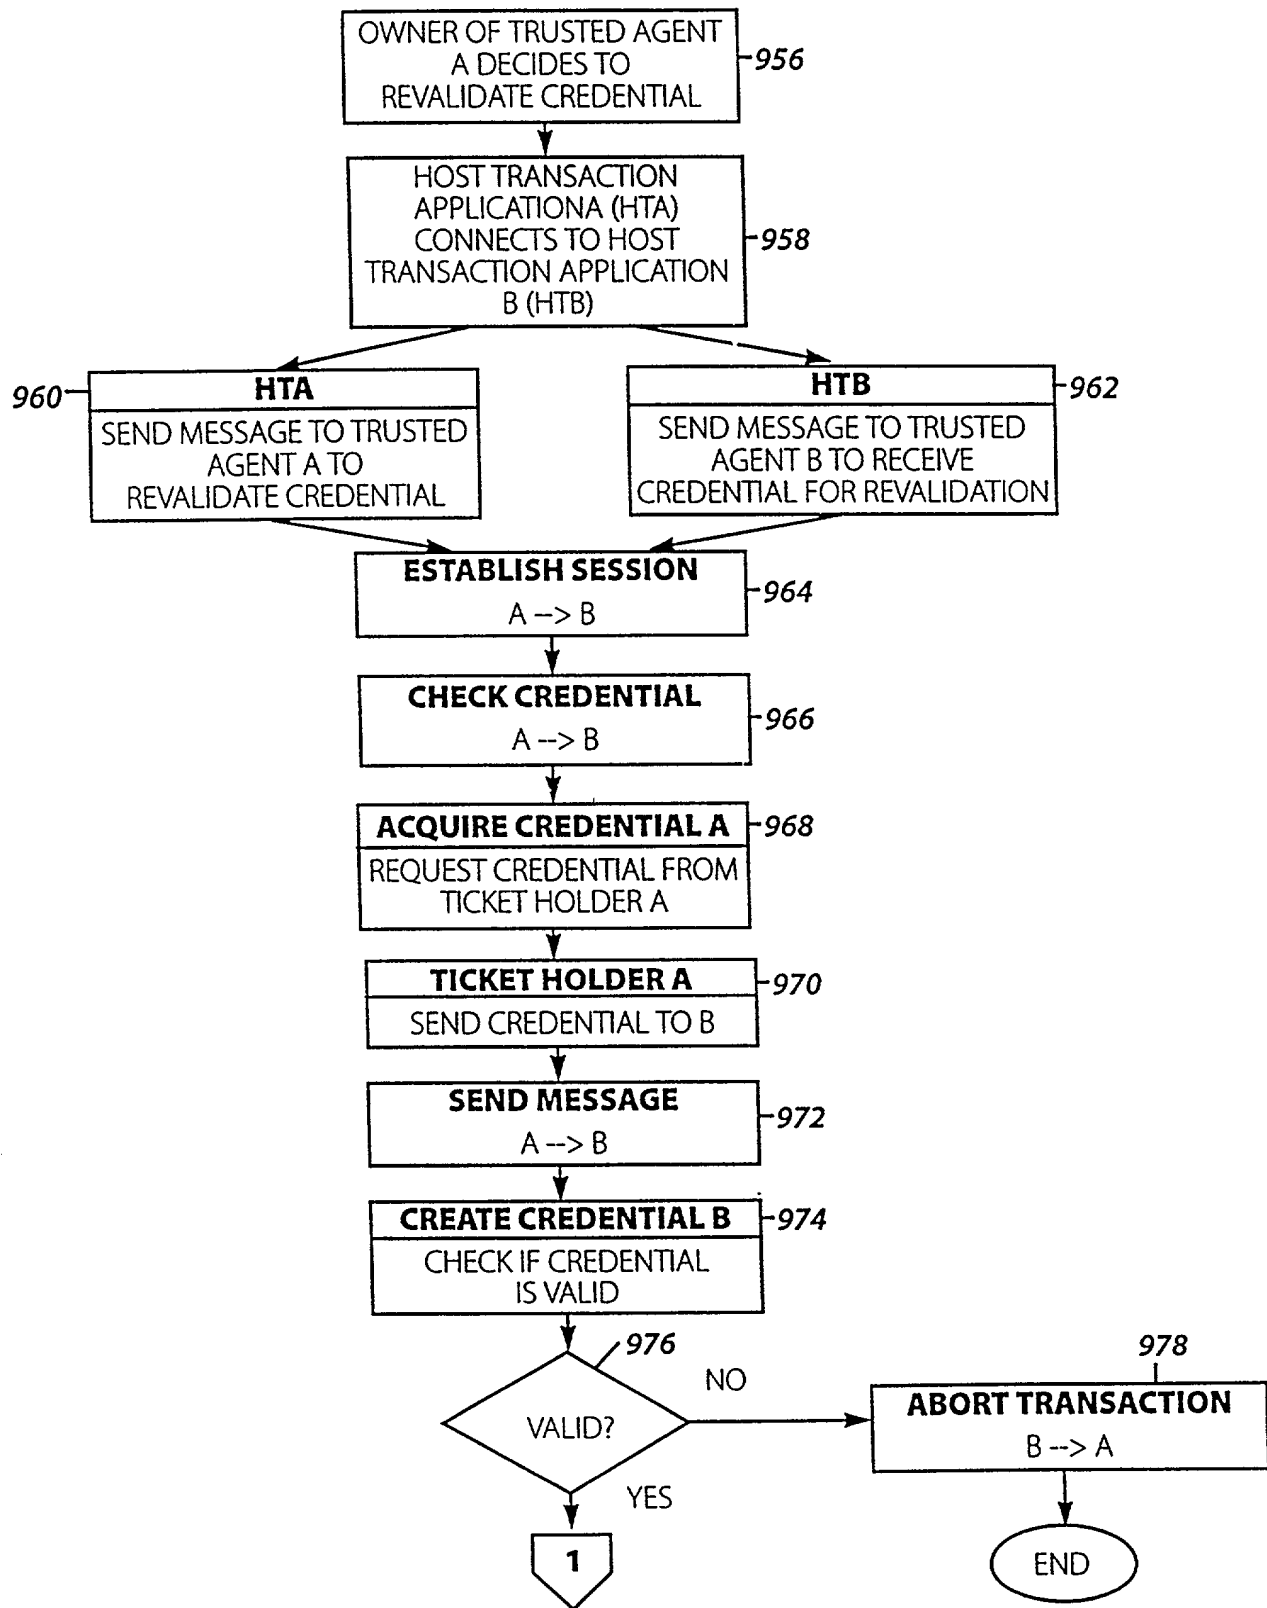 OWNER OF TRUSTED AGENT
A DECIDES TO
REVALIDATE CREDENTIAL
956
HOST TRANSACTION
APPLICATIONA (HTA)
CONNECTS TO HOST
TRANSACTION APPLICATION
B (HTB)
958
960
HTA
SEND MESSAGE TO TRUSTED
AGENT A TO
REVALIDATE CREDENTIAL
HTB
962
SEND MESSAGE TO TRUSTED
AGENT B TO RECEIVE
CREDENTIAL FOR REVALIDATION
ESTABLISH SESSION
A --> B
964
CHECK CREDENTIAL
A --> B
966
ACQUIRE CREDENTIAL A
968
REQUEST CREDENTIAL FROM
TICKET HOLDER A
TICKET HOLDER A
970
SEND CREDENTIAL TO B
SEND MESSAGE
A --> B
972
CREATE CREDENTIAL B
974
CHECK IF CREDENTIAL
IS VALID
976
VALID?
NO
978
ABORT TRANSACTION
B --> A
YES
1
END